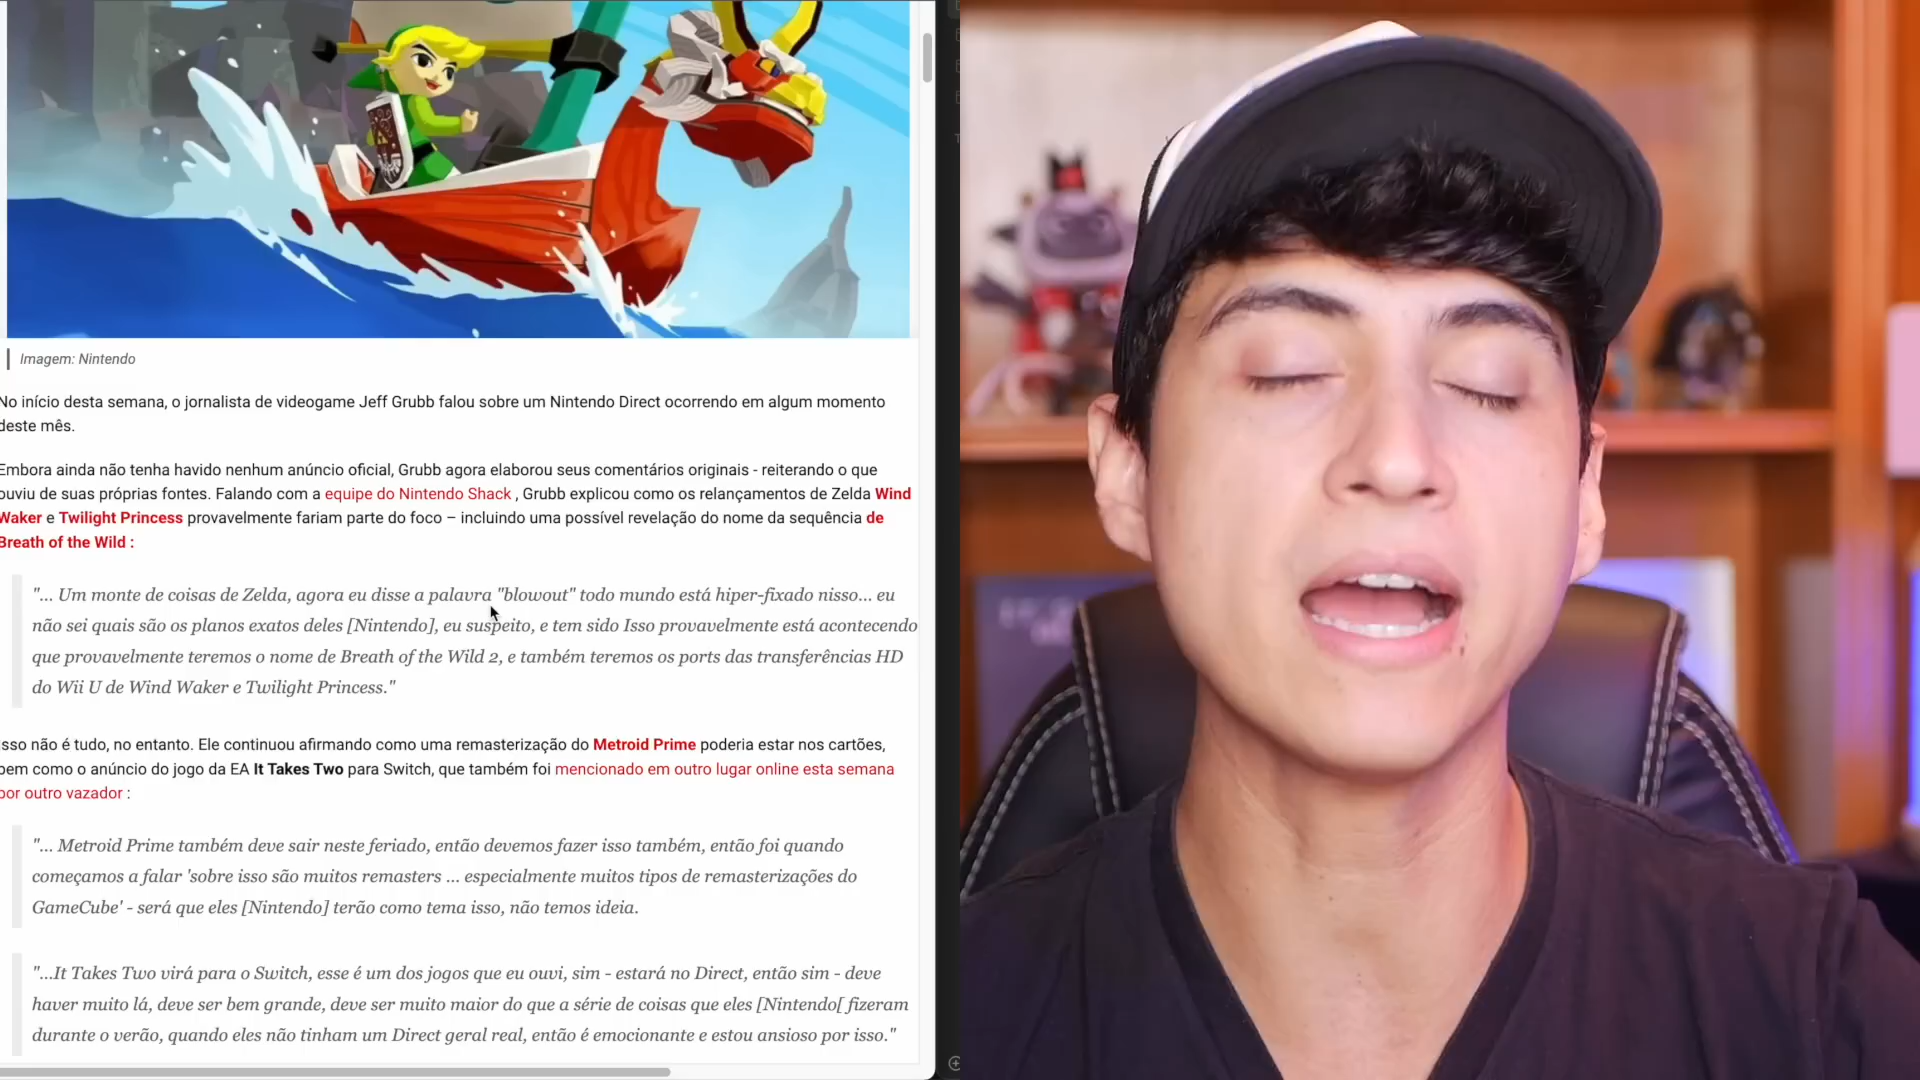 Imagem: Nintendo
No início desta semana, o jornalista de videogame Jeff Grubb falou sobre um Nintendo Direct ocorrendo em algum momento
deste mês.
Embora ainda não tenha havido nenhum anúncio oficial, Grubb agora elaborou seus comentários originais - reiterando o que
ouviu de suas próprias fontes. Falando com a equipe do Nintendo Shack , Grubb explicou como os relançamentos de Zelda Wind
Waker e Twilight Princess provavelmente fariam parte do foco – incluindo uma possível revelação do nome da sequência de
Breath of the Wild :
"... Um monte de coisas de Zelda, agora eu disse a palavra "blowout" todo mundo está hiper-fixado nisso... eu
não sei quais são os planos exatos deles [Nintendo], eu suspeito, e tem sido Isso provavelmente está acontecendo
que provavelmente teremos o nome de Breath of the Wild 2, e também teremos os ports das transferências HD
do Wii U de Wind Waker e Twilight Princess."
sso não é tudo, no entanto. Ele continuou afirmando como uma remasterização do Metroid Prime poderia estar nos cartões,
bem como o anúncio do jogo da EA It Takes Two para Switch, que também foi mencionado em outro lugar online esta semana
por outro vazador :
"... Metroid Prime também deve sair neste feriado, então devemos fazer isso também, então foi quando
começamos a falar 'sobre isso são muitos remasters ... especialmente muitos tipos de remasterizações do
GameCube' - será que eles [Nintendo] terão como tema isso, não temos ideia.
"...It Takes Two virá para o Switch, esse é um dos jogos que eu ouvi, sim - estará no Direct, então sim - deve
haver muito lá, deve ser bem grande, deve ser muito maior do que a série de coisas que eles [Nintendo[ fizeram
durante o verão, quando eles não tinham um Direct geral real, então é emocionante e estou ansioso por isso."